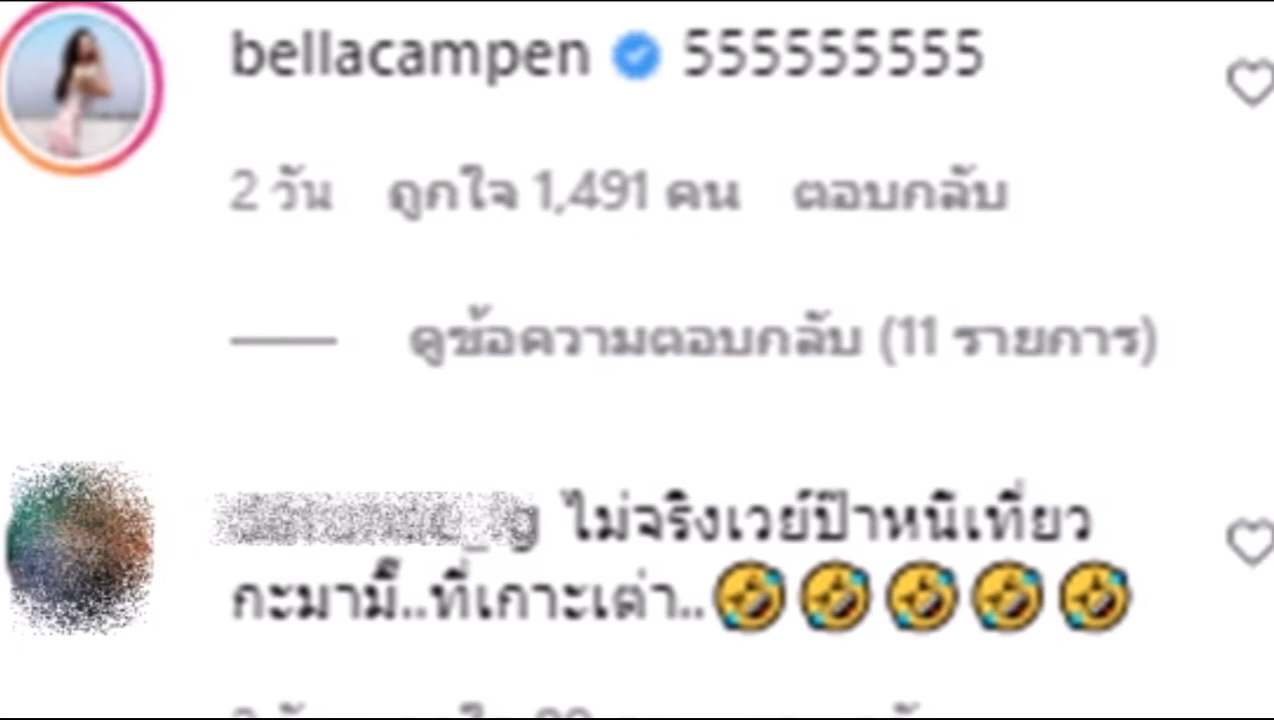 bellacampen 555555555
2 วัน ถูกใจ 1,491 คน ตอบกลับ
ดูข้อความตอบกลับ (11 รายการ)
ไม่จริงเวย์ป๊าหนีเที่ยว
กะมามี๊..ที่เกาะเต่า..🤣🤣🤣🤣🤣